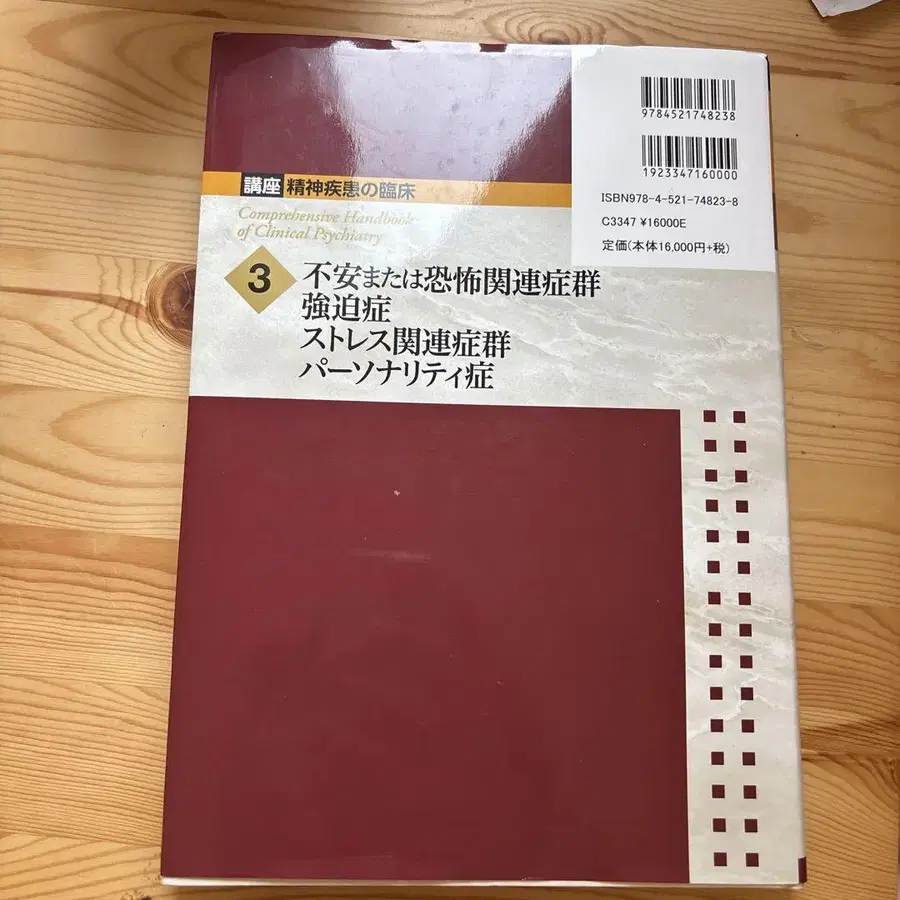 9784521748238
1923347160000
ISBN978-4-521-74823-8
C3347 ¥16000E
定価(本体16,000円+税)
講座 精神疾患の臨床
Comprehensive Handbook
of Clinical Psychiatry
3
不安または恐怖関連症群
強迫症
ストレス関連症群
パーソナリティ症